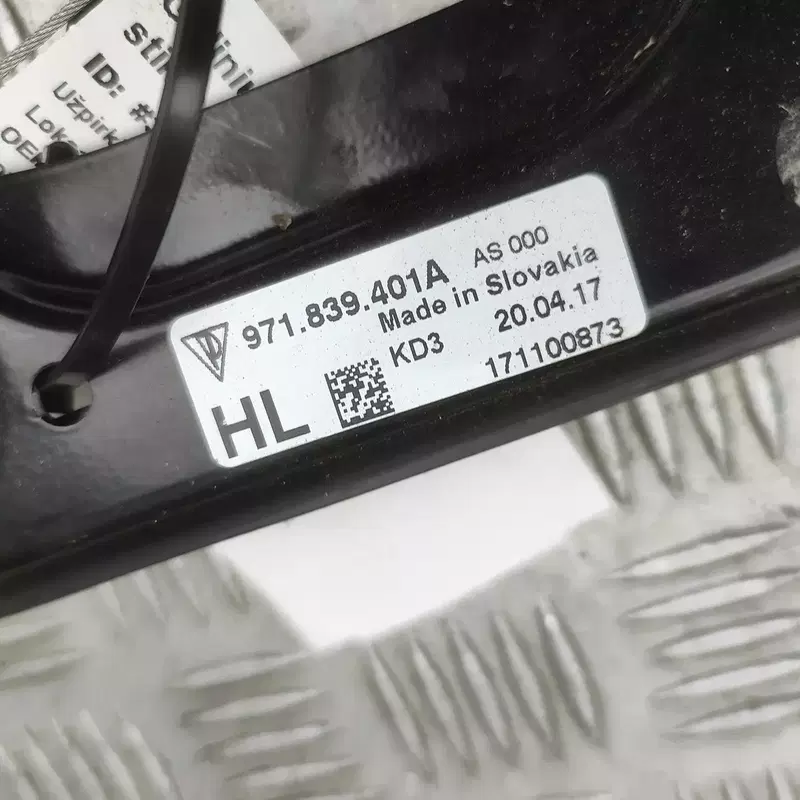 ID:
971.839.401A AS 000
Made in Slovakia
KD3 20.04.17
HL 171100873